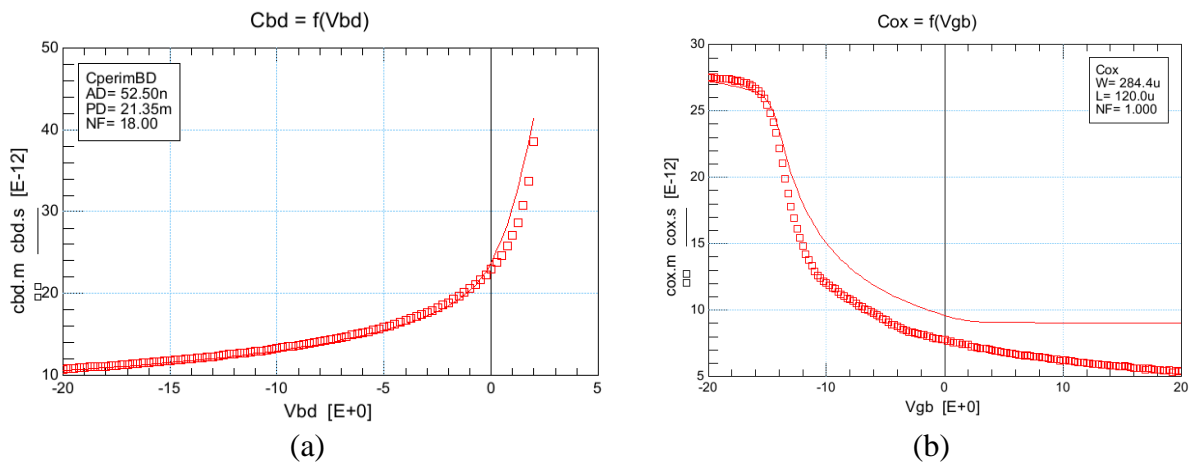 Cbd = f(Vbd)
50
40
30
20
10
CperimBD
AD= 52.50n
PD= 21.35m
NF= 18.00
cbd.m cbd.s [E-12]
-20 -15 -10 -5 0 5
Vbd [E+0]
(a)
Cox = f(Vgb)
30
25
20
15
10
5
Cox
W= 284.4u
L= 120.0u
NF= 1.000
cox.m cox.s [E-12]
-20 -10 0 10 20
Vgb [E+0]
(b)